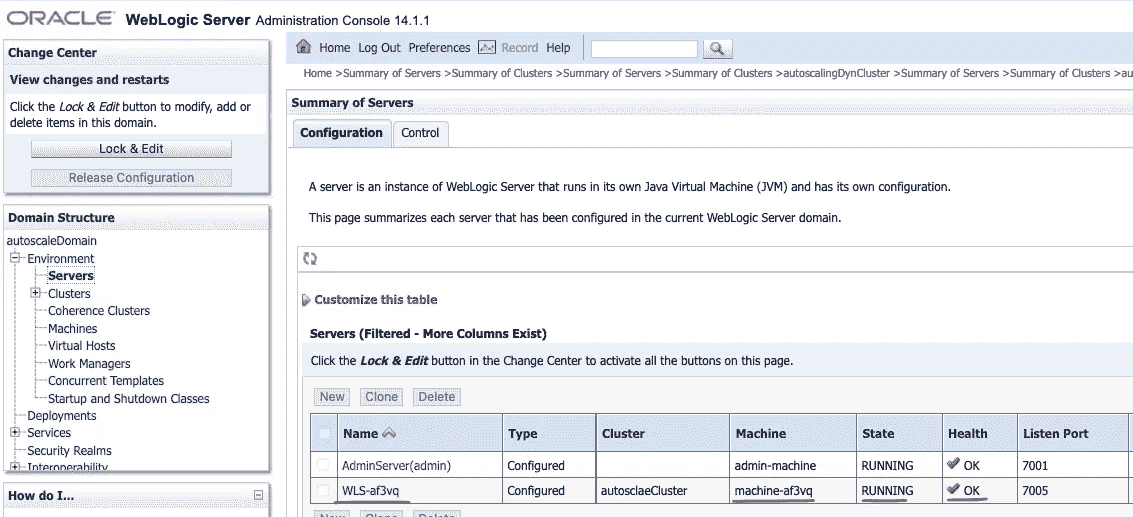 ORACLE WebLogic Server Administration Console 14.1.1
Change Center
View changes and restarts
Click the Lock & Edit button to modify, add or
delete items in this domain.
Lock & Edit
Release Configuration
Domain Structure
autoscaleDomain
Environment
Servers
Clusters
Coherence Clusters
Machines
Virtual Hosts
Work Managers
Concurrent Templates
Startup and Shutdown Classes
Deployments
Services
Security Realms
Interoperability
How do I...
Home Log Out Preferences Record Help
Home >Summary of Servers >Summary of Clusters >Summary of Servers >Summary of Clusters >autoscalingDynCluster >Summary of Servers >Summary of Clusters >au
Summary of Servers
Configuration Control
A server is an instance of WebLogic Server that runs in its own Java Virtual Machine (JVM) and has its own configuration.
This page summarizes each server that has been configured in the current WebLogic Server domain.
Customize this table
Servers (Filtered - More Columns Exist)
Click the Lock & Edit button in the Change Center to activate all the buttons on this page.
New Clone Delete
Name Type Cluster Machine State Health Listen Port
AdminServer(admin) Configured admin-machine RUNNING OK 7001
WLS-af3vq Configured autosclaeCluster machine-af3vq RUNNING OK 7005
New Clone Delete